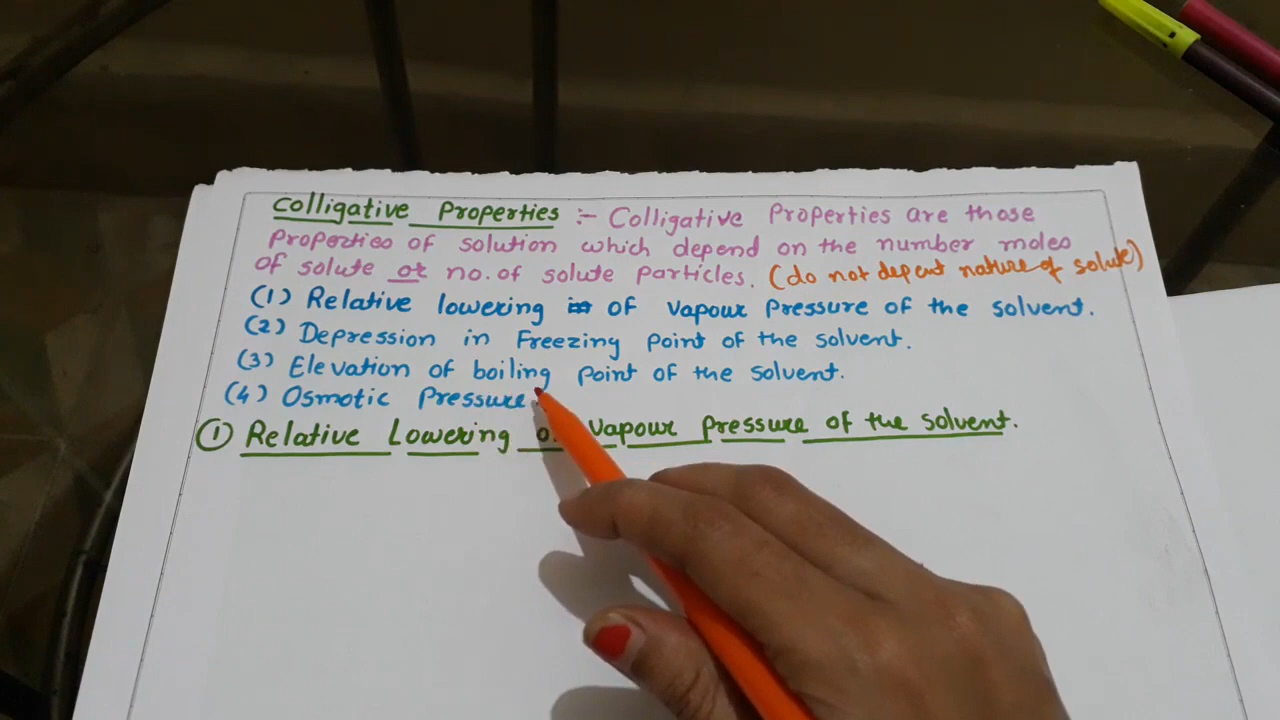 Colligative Properties :- Colligative Properties are those
Properties of solution which depend on the number moles
of solute or no. of solute particles. (do not depent nature of solute)
(1) Relative lowering of vapour pressure of the solvent.
(2) Depression in Freezing point of the solvent.
(3) Elevation of boiling point of the solvent.
(4) Osmotic Pressure.
① Relative Lowering Vapour pressure of the solvent.